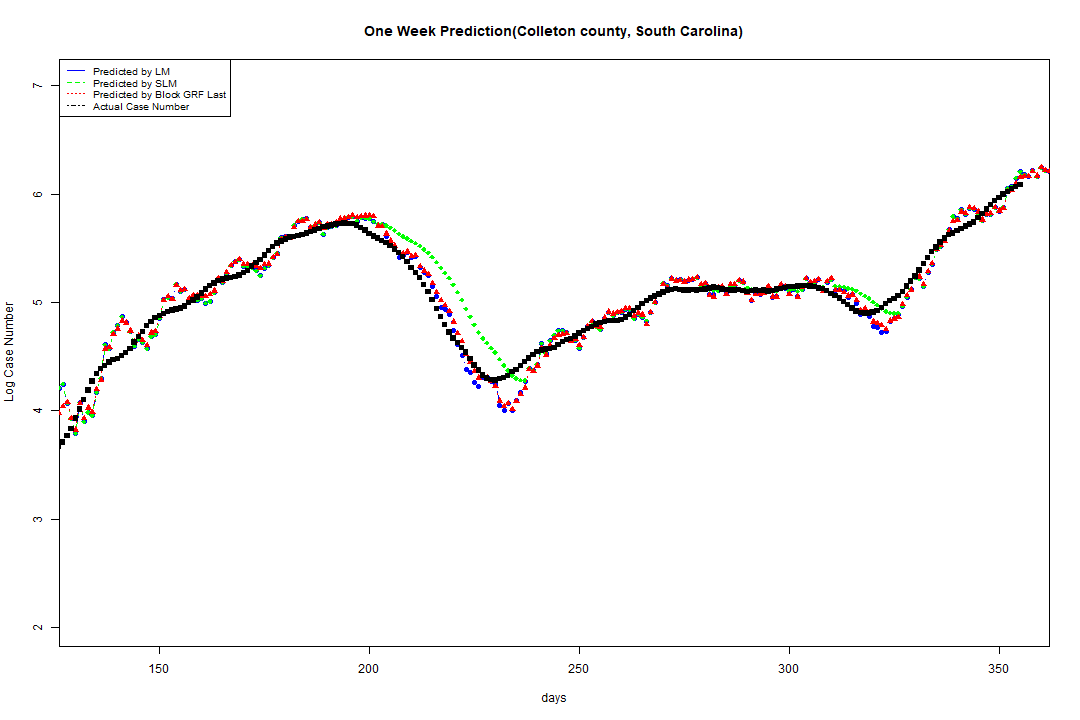 One Week Prediction(Colleton county, South Carolina)
Predicted by LM
Predicted by SLM
Predicted by Block GRF Last
Actual Case Number
7
6
5
4
3
2
Log Case Number
150 200 250 300 350
days